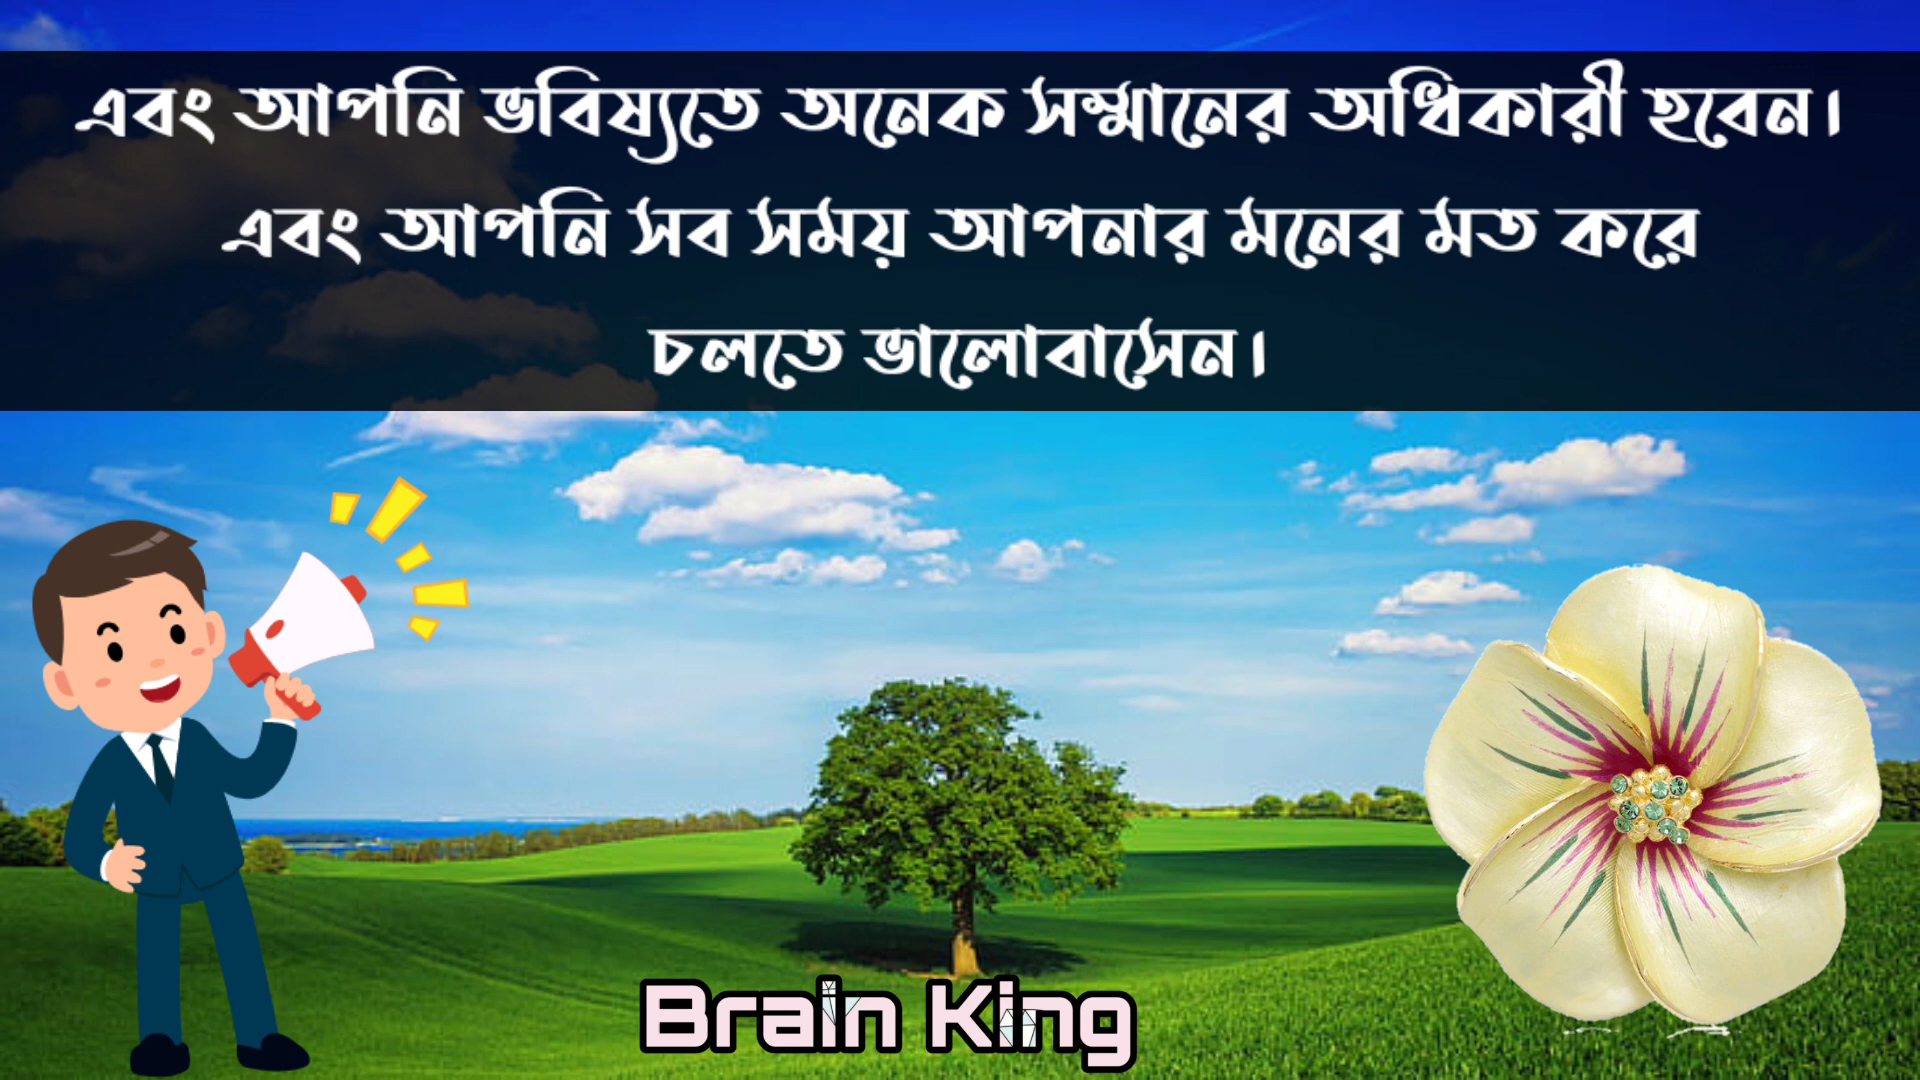 এবং আপনি ভবিষ্যতে অনেক সম্মানের অধিকারী হবেন।
এবং আপনি সব সময় আপনার মনের মত করে
চলতে ভালোবাসেন।
Brain King